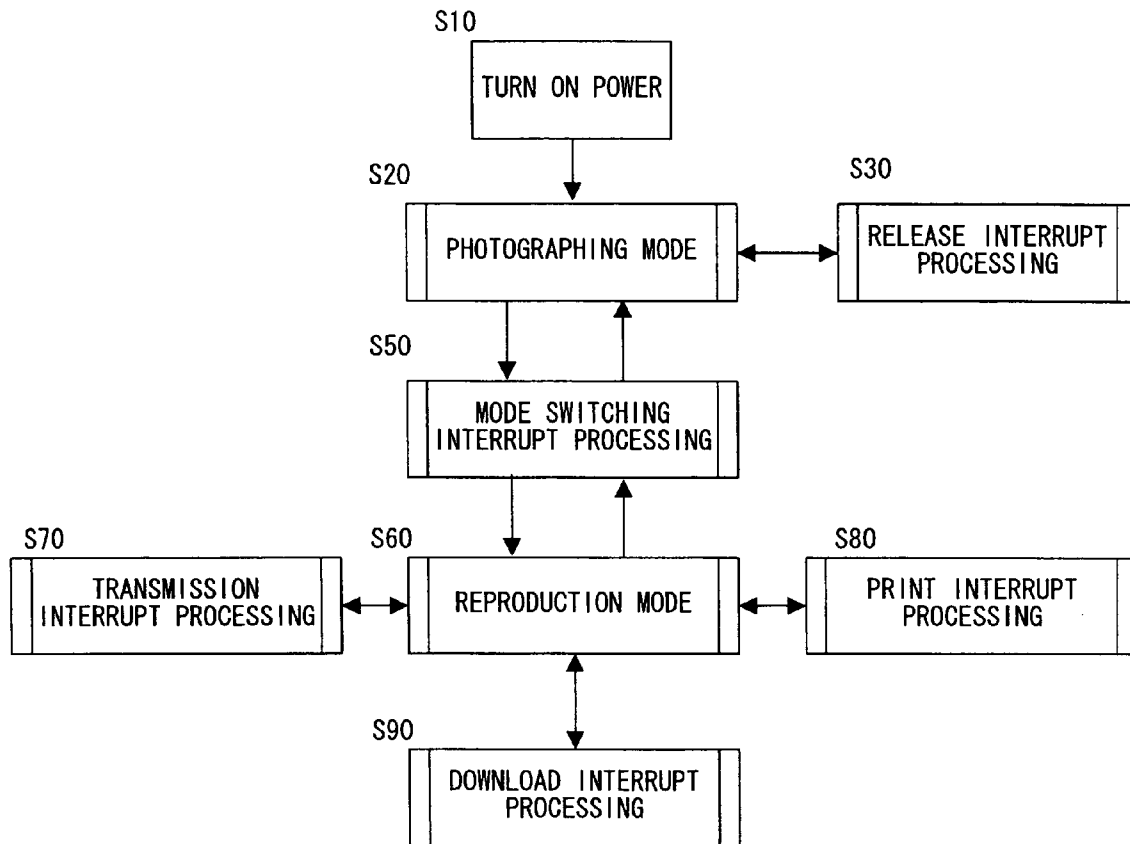 S10
TURN ON POWER
S20
PHOTOGRAPHING MODE
S30
RELEASE INTERRUPT
PROCESSING
S50
MODE SWITCHING
INTERRUPT PROCESSING
S70
TRANSMISSION
INTERRUPT PROCESSING
S60
REPRODUCTION MODE
S80
PRINT INTERRUPT
PROCESSING
S90
DOWNLOAD INTERRUPT
PROCESSING